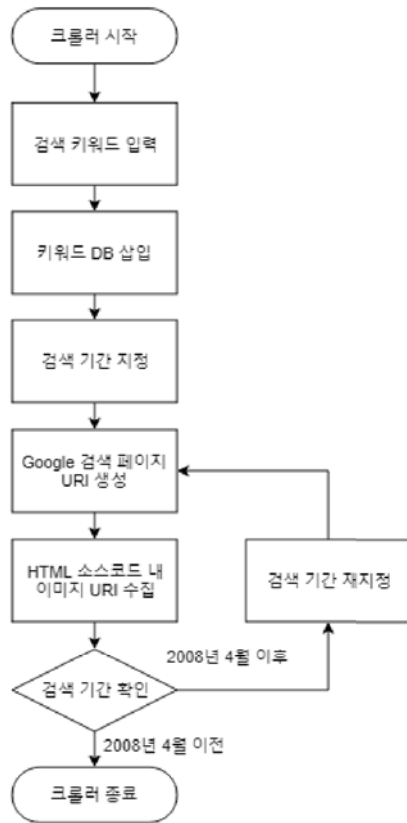 크롤러 시작
검색 키워드 입력
키워드 DB 삽입
검색 기간 지정
Google 검색 페이지
URI 생성
HTML 소스코드 내
이미지 URI 수집
검색 기간 재지정
2008년 4월 이후
검색 기간 확인
2008년 4월 이전
크롤러 종료